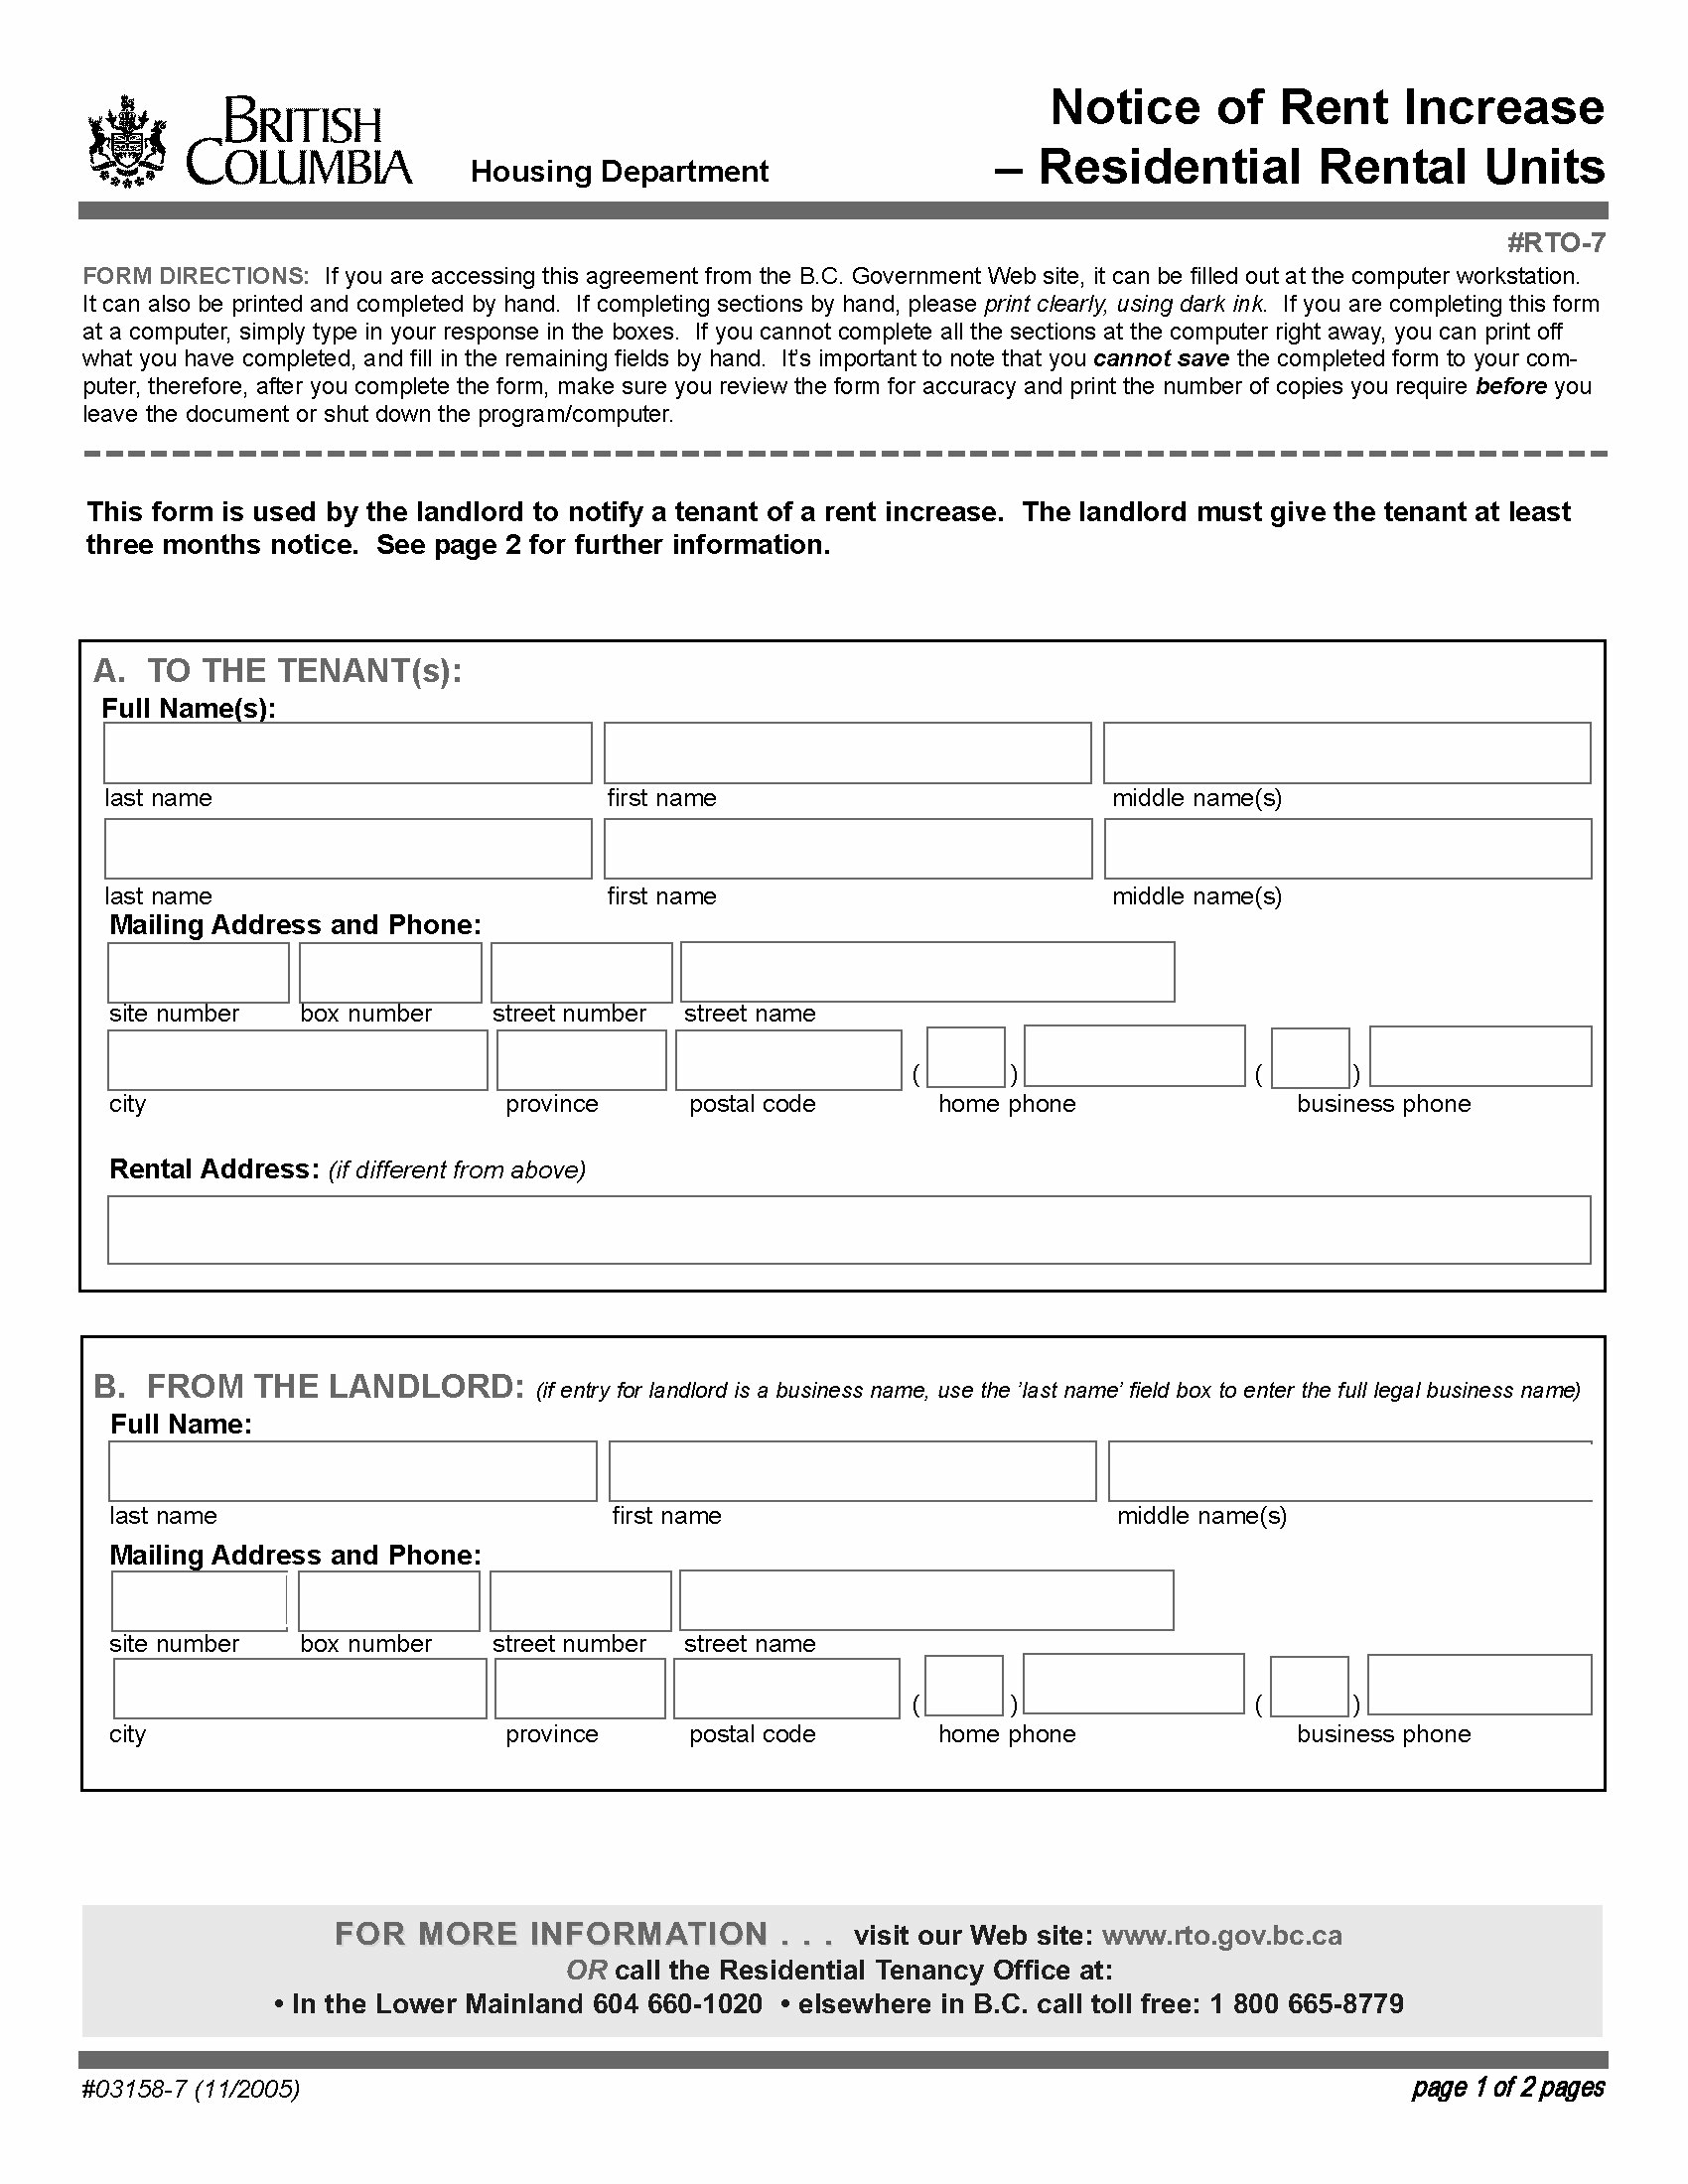 BRITISH
COLUMBIA
Housing Department
Notice of Rent Increase
– Residential Rental Units
#RTO-7
FORM DIRECTIONS: If you are accessing this agreement from the B.C. Government Web site, it can be filled out at the computer workstation.
It can also be printed and completed by hand. If completing sections by hand, please print clearly, using dark ink. If you are completing this form
at a computer, simply type in your response in the boxes. If you cannot complete all the sections at the computer right away, you can print off
what you have completed, and fill in the remaining fields by hand. It's important to note that you cannot save the completed form to your com-
puter, therefore, after you complete the form, make sure you review the form for accuracy and print the number of copies you require before you
leave the document or shut down the program/computer.
This form is used by the landlord to notify a tenant of a rent increase. The landlord must give the tenant at least
three months notice. See page 2 for further information.
A. TO THE TENANT(s):
Full Name(s):
last name first name middle name(s)
last name first name middle name(s)
Mailing Address and Phone:
site number box number street number street name
( ) ( )
city province postal code home phone business phone
Rental Address: (if different from above)
B. FROM THE LANDLORD: (if entry for landlord is a business name, use the 'last name' field box to enter the full legal business name)
Full Name:
last name first name middle name(s)
Mailing Address and Phone:
site number box number street number street name
( ) ( )
city province postal code home phone business phone
FOR MORE INFORMATION . . . visit our Web site: www.rto.gov.bc.ca
OR call the Residential Tenancy Office at:
• In the Lower Mainland 604 660-1020 • elsewhere in B.C. call toll free: 1 800 665-8779
#03158-7 (11/2005)
page 1 of 2 pages